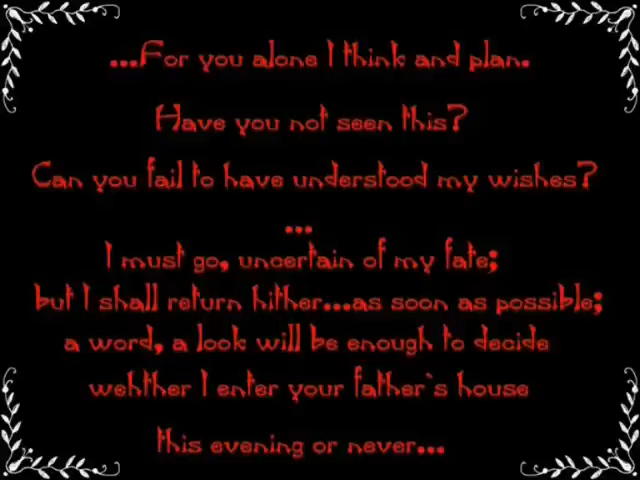 ...For you alone I think and plan.
Have you not seen this?
Can you fail to have understood my wishes?
...
I must go, uncertain of my fate;
but I shall return hither...as soon as possible;
a word, a look will be enough to decide
wehther I enter your father`s house
this evening or never...